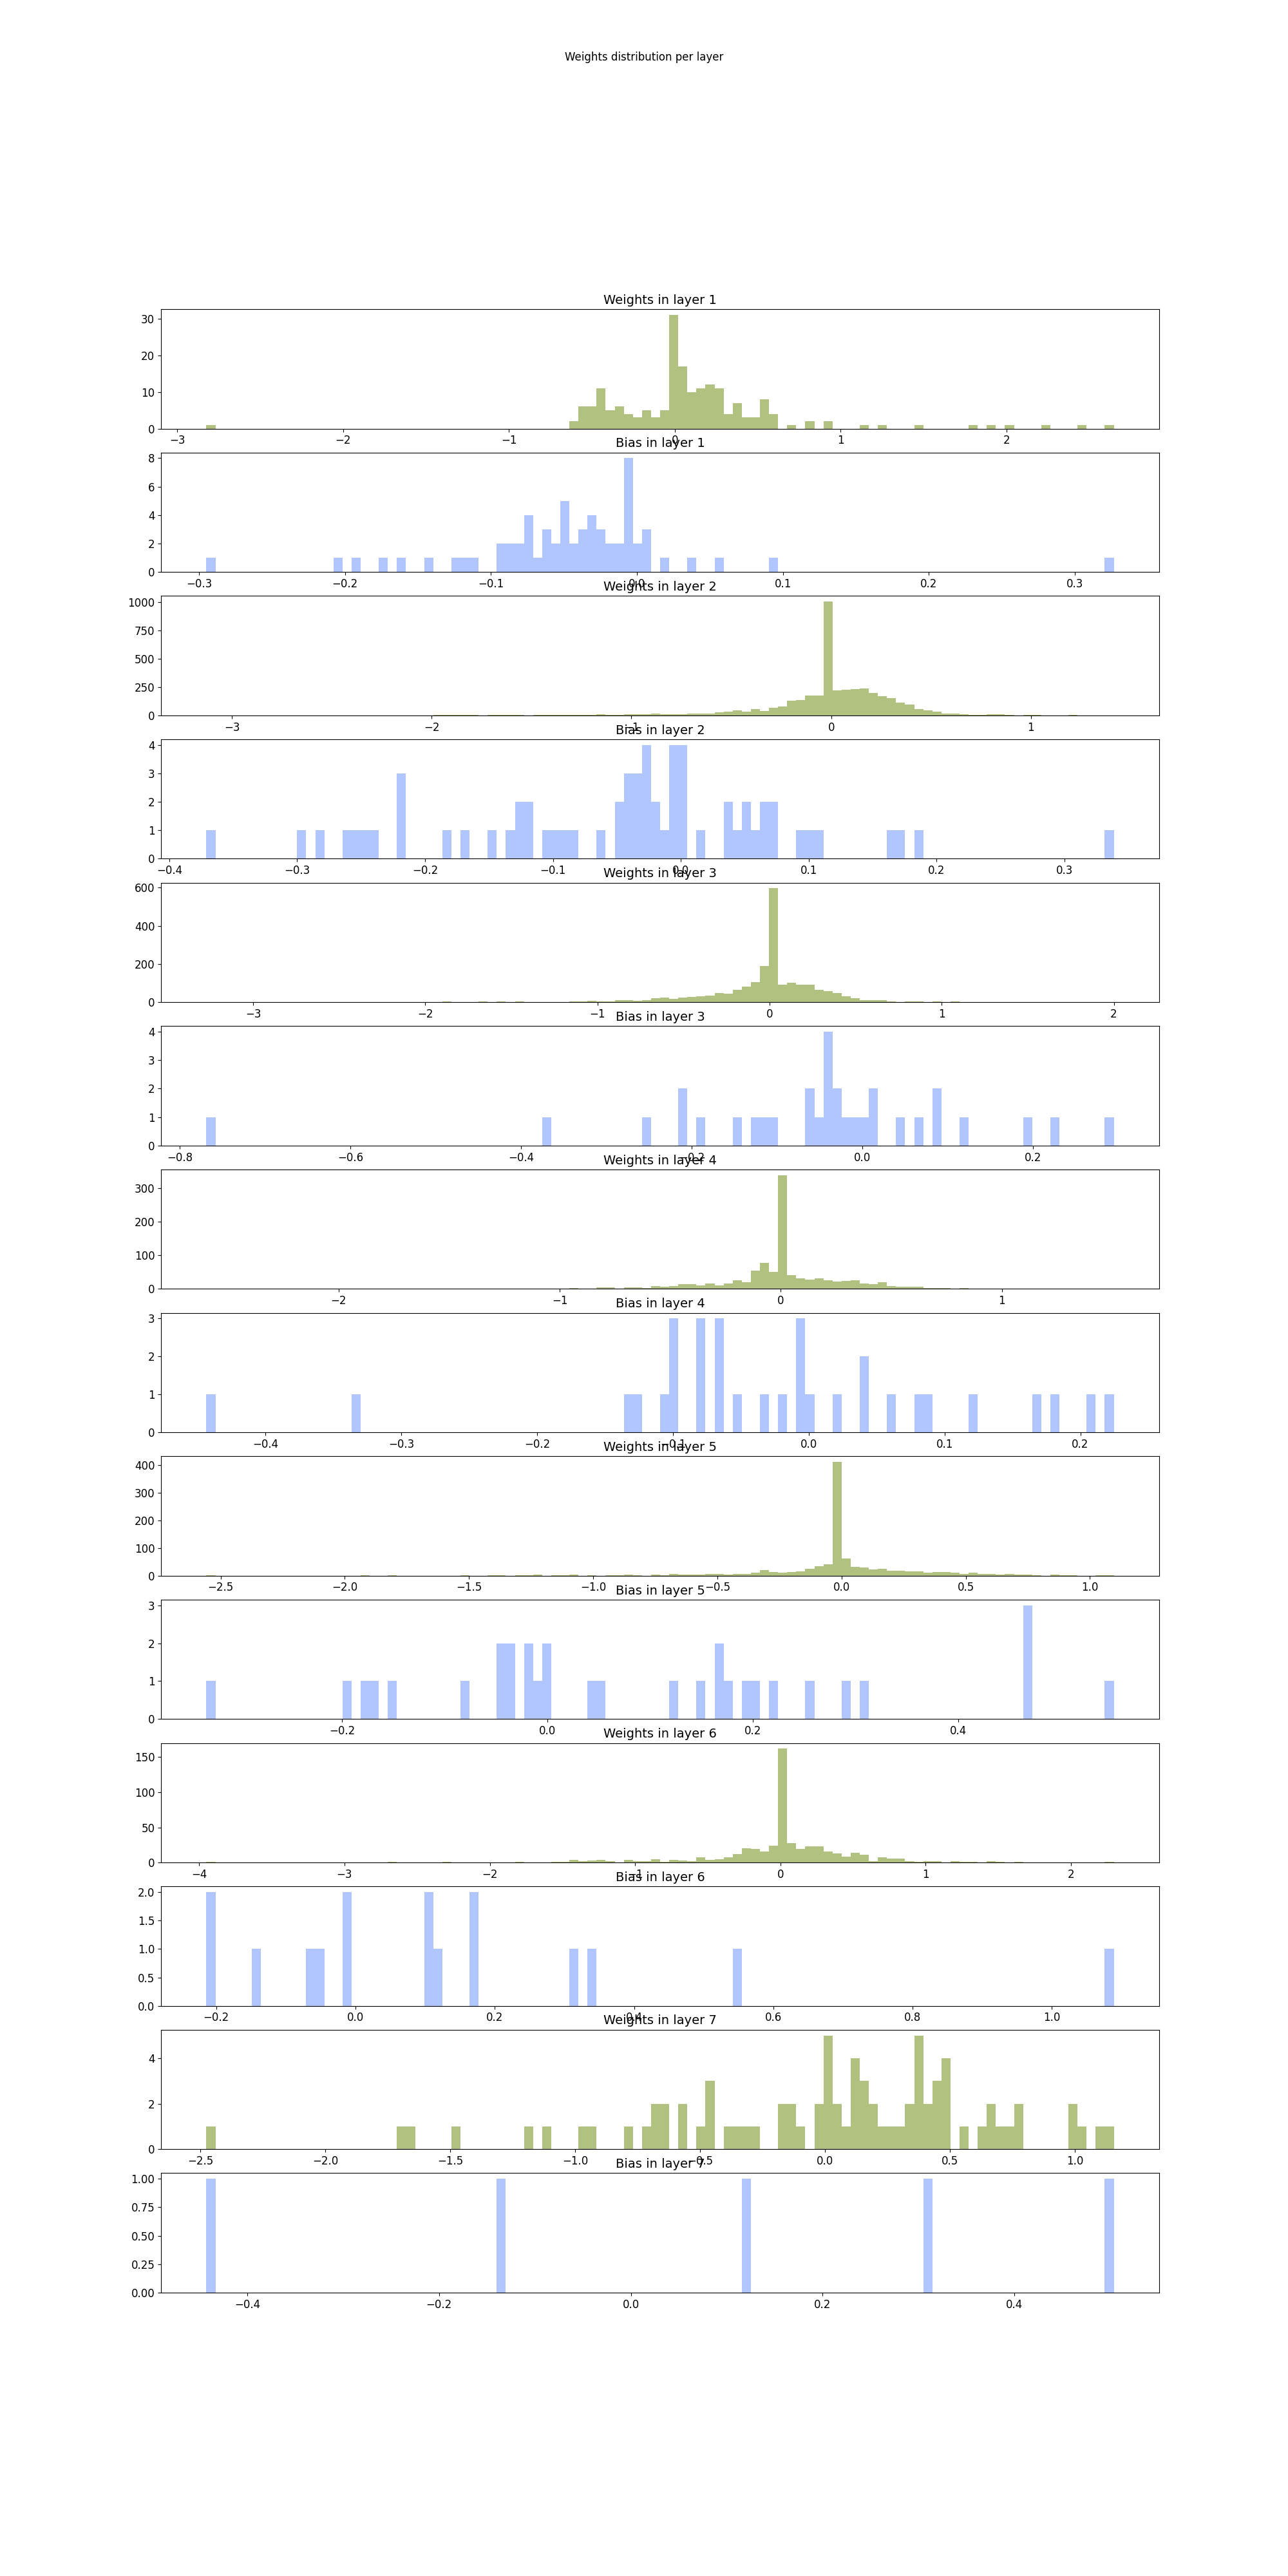 Weights distribution per layer
Weights in layer 1
30
20
10
0
−3 −2 −1 0 1 2
Bias in layer 1
8
6
4
2
0
−0.3 −0.2 −0.1 0.0 0.1 0.2 0.3
Weights in layer 2
1000
750
500
250
0
−3 −2 −1 0 1
Bias in layer 2
4
3
2
1
0
−0.4 −0.3 −0.2 −0.1 0.0 0.1 0.2 0.3
Weights in layer 3
600
400
200
0
−3 −2 −1 0 1 2
Bias in layer 3
4
3
2
1
0
−0.8 −0.6 −0.4 −0.2 0.0 0.2
Weights in layer 4
300
200
100
0
−2 −1 0 1
Bias in layer 4
3
2
1
0
−0.4 −0.3 −0.2 −0.1 0.0 0.1 0.2
Weights in layer 5
400
300
200
100
0
−2.5 −2.0 −1.5 −1.0 −0.5 0.0 0.5 1.0
Bias in layer 5
3
2
1
0
−0.2 0.0 0.2 0.4
Weights in layer 6
150
100
50
0
−4 −3 −2 −1 0 1 2
Bias in layer 6
2.0
1.5
1.0
0.5
0.0
−0.2 0.0 0.2 0.4 0.6 0.8 1.0
Weights in layer 7
4
2
0
−2.5 −2.0 −1.5 −1.0 −0.5 0.0 0.5 1.0
Bias in layer 7
1.00
0.75
0.50
0.25
0.00
−0.4 −0.2 0.0 0.2 0.4